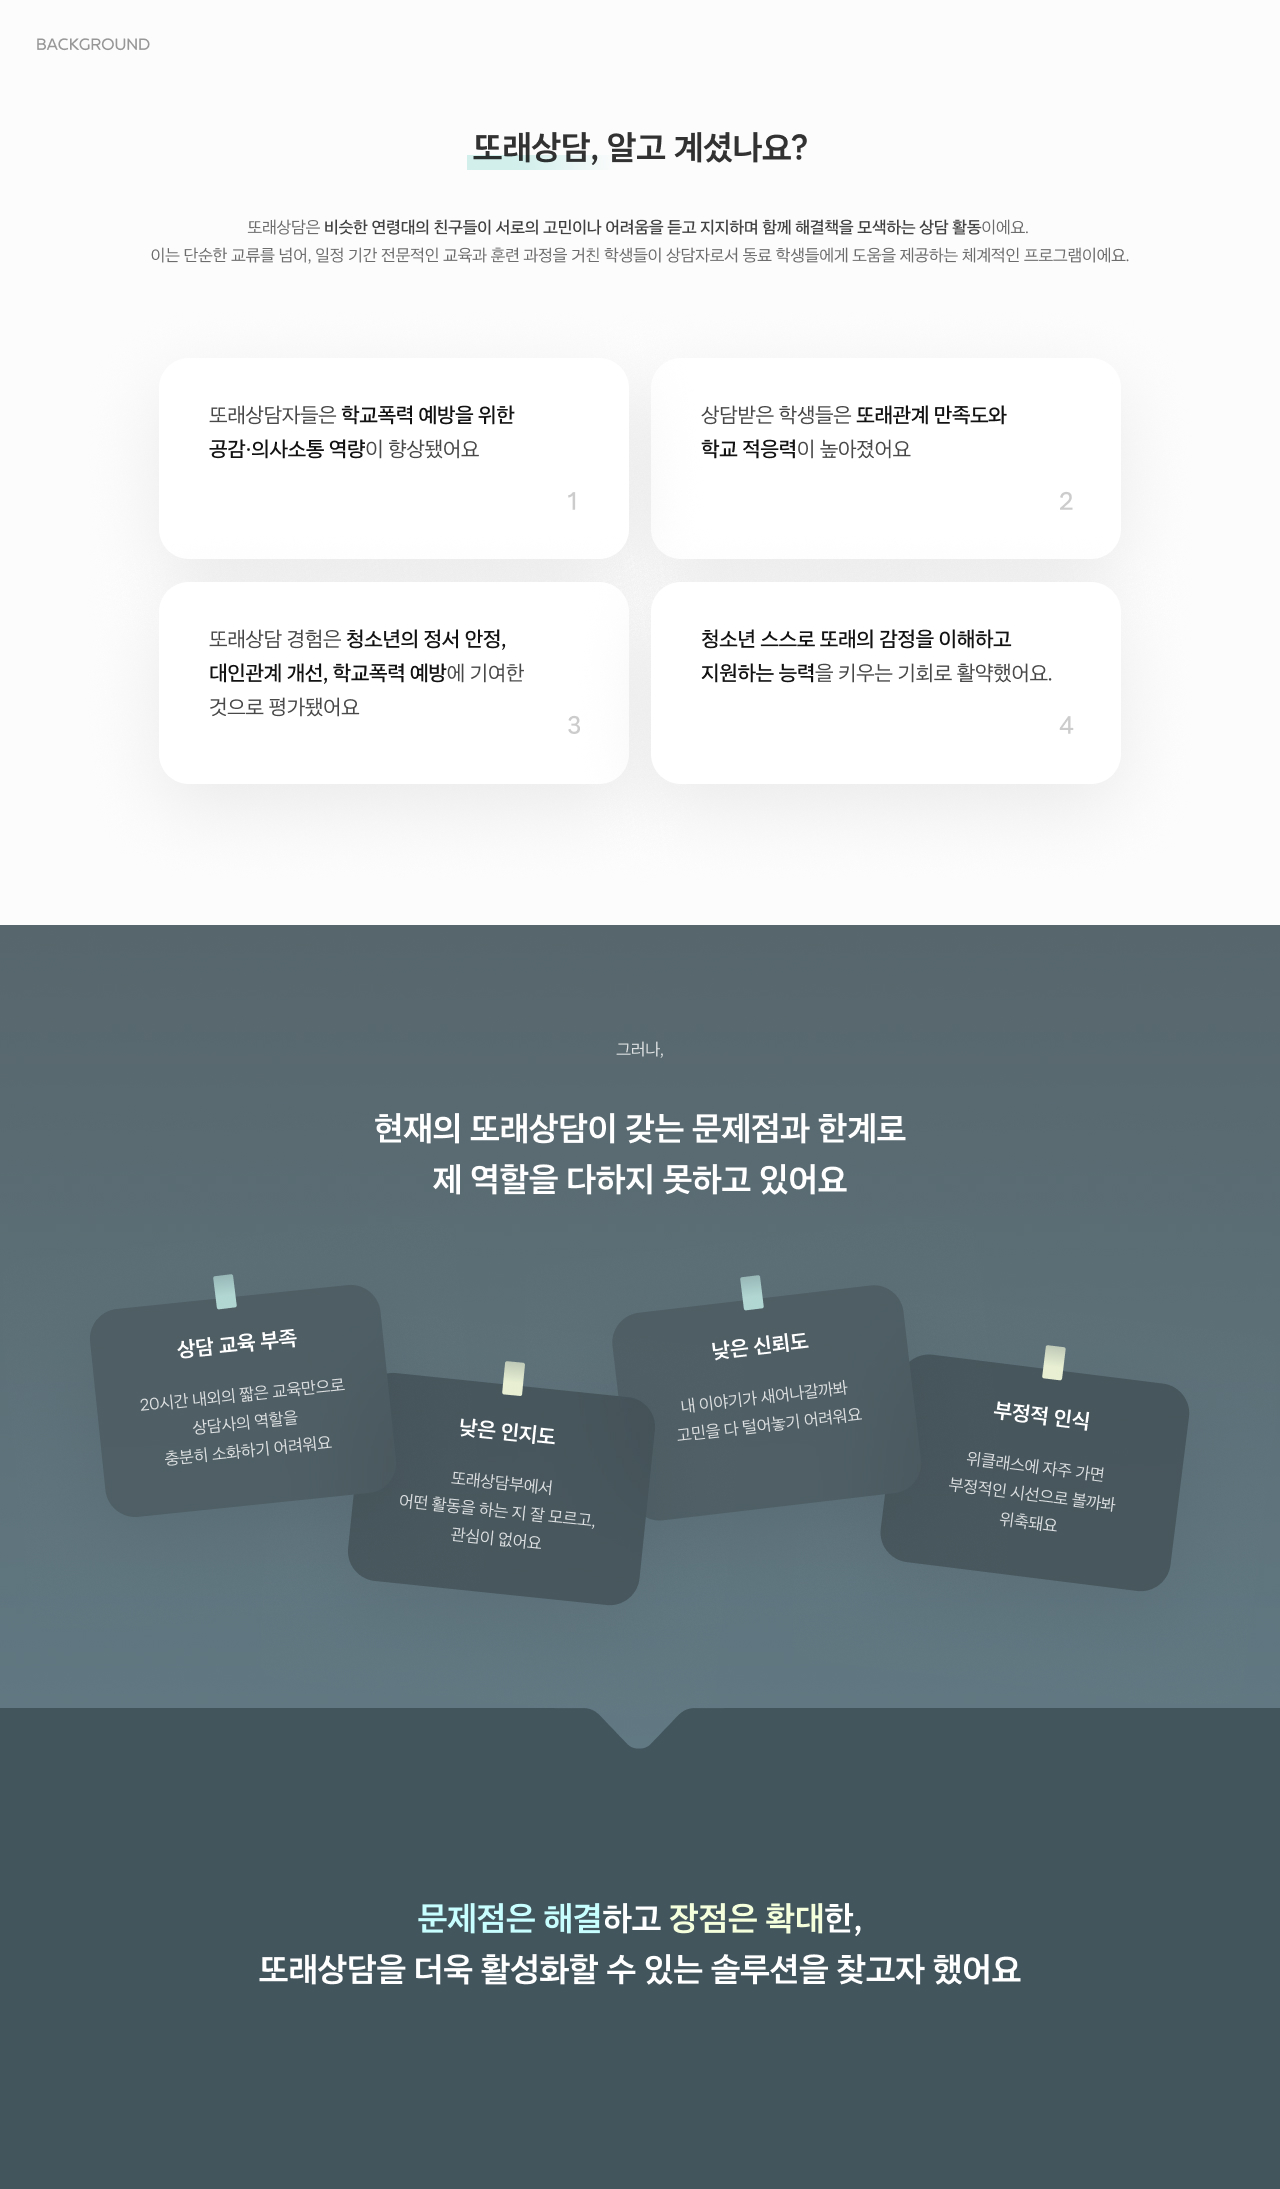 BACKGROUND
또래상담, 알고 계셨나요?
또래상담은 비슷한 연령대의 친구들이 서로의 고민이나 어려움을 듣고 지지하며 함께 해결책을 모색하는 상담 활동이에요.
이는 단순한 교류를 넘어, 일정 기간 전문적인 교육과 훈련 과정을 거친 학생들이 상담자로서 동료 학생들에게 도움을 제공하는 체계적인 프로그램이에요.
또래상담자들은 학교폭력 예방을 위한
공감·의사소통 역량이 향상됐어요
1
상담받은 학생들은 또래관계 만족도와
학교 적응력이 높아졌어요
2
또래상담 경험은 청소년의 정서 안정,
대인관계 개선, 학교폭력 예방에 기여한
것으로 평가됐어요
3
청소년 스스로 또래의 감정을 이해하고
지원하는 능력을 키우는 기회로 활약했어요.
4
그러나,
현재의 또래상담이 갖는 문제점과 한계로
제 역할을 다하지 못하고 있어요
상담 교육 부족
20시간 내외의 짧은 교육만으로
상담사의 역할을
충분히 소화하기 어려워요
낮은 인지도
또래상담부에서
어떤 활동을 하는 지 잘 모르고,
관심이 없어요
낮은 신뢰도
내 이야기가 새어나갈까봐
고민을 다 털어놓기 어려워요
부정적 인식
위클래스에 자주 가면
부정적인 시선으로 볼까봐
위축돼요
문제점은 해결하고 장점은 확대한,
또래상담을 더욱 활성화할 수 있는 솔루션을 찾고자 했어요